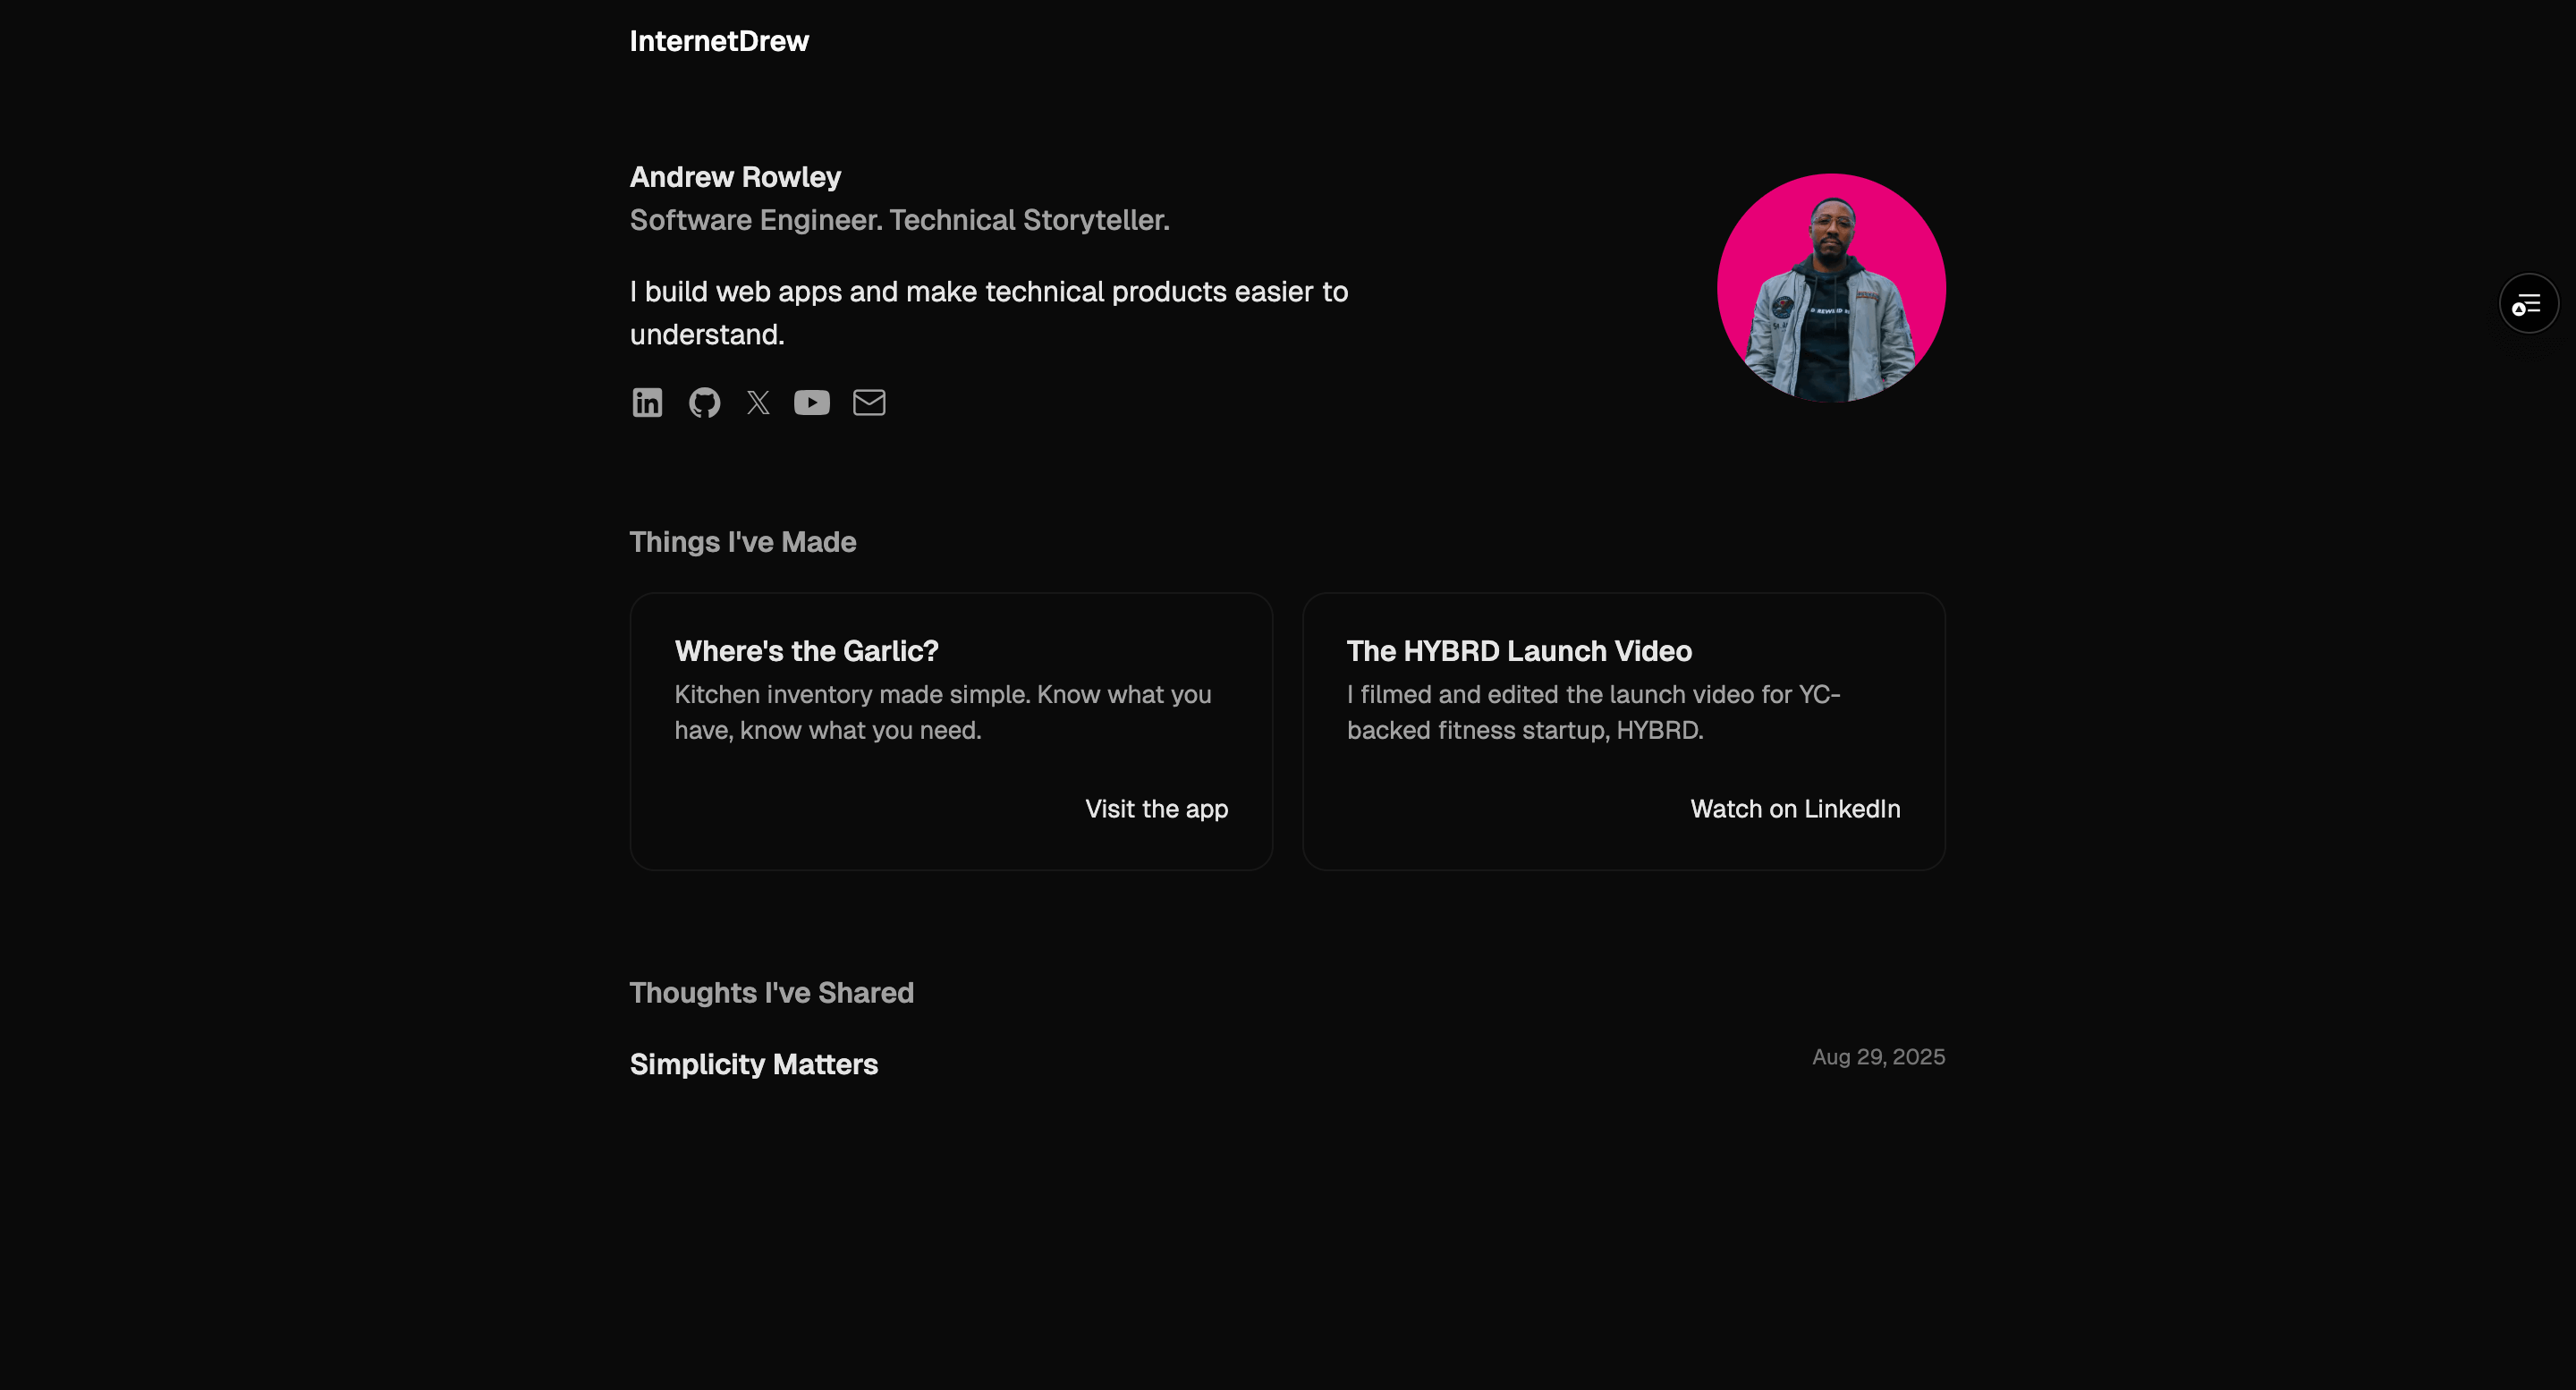 InternetDrew
Andrew Rowley
Software Engineer. Technical Storyteller.
I build web apps and make technical products easier to
understand.
Things I've Made
Where's the Garlic?
Kitchen inventory made simple. Know what you
have, know what you need.
Visit the app
The HYBRD Launch Video
I filmed and edited the launch video for YC-
backed fitness startup, HYBRD.
Watch on LinkedIn
Thoughts I've Shared
Simplicity Matters
Aug 29, 2025